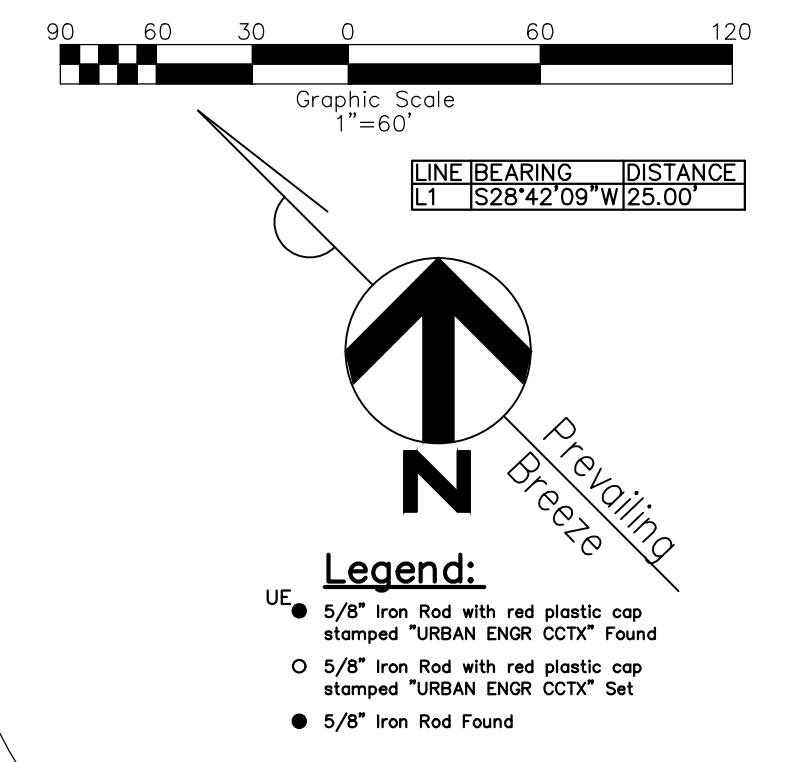 90 60 30 0 60 120
Graphic Scale
1"=60'
LINE BEARING DISTANCE
L1 S28°42'09"W 25.00'
N
Prevailing
Breeze
Legend:
UE
5/8" Iron Rod with red plastic cap
stamped "URBAN ENGR CCTX" Found
5/8" Iron Rod with red plastic cap
stamped "URBAN ENGR CCTX" Set
5/8" Iron Rod Found